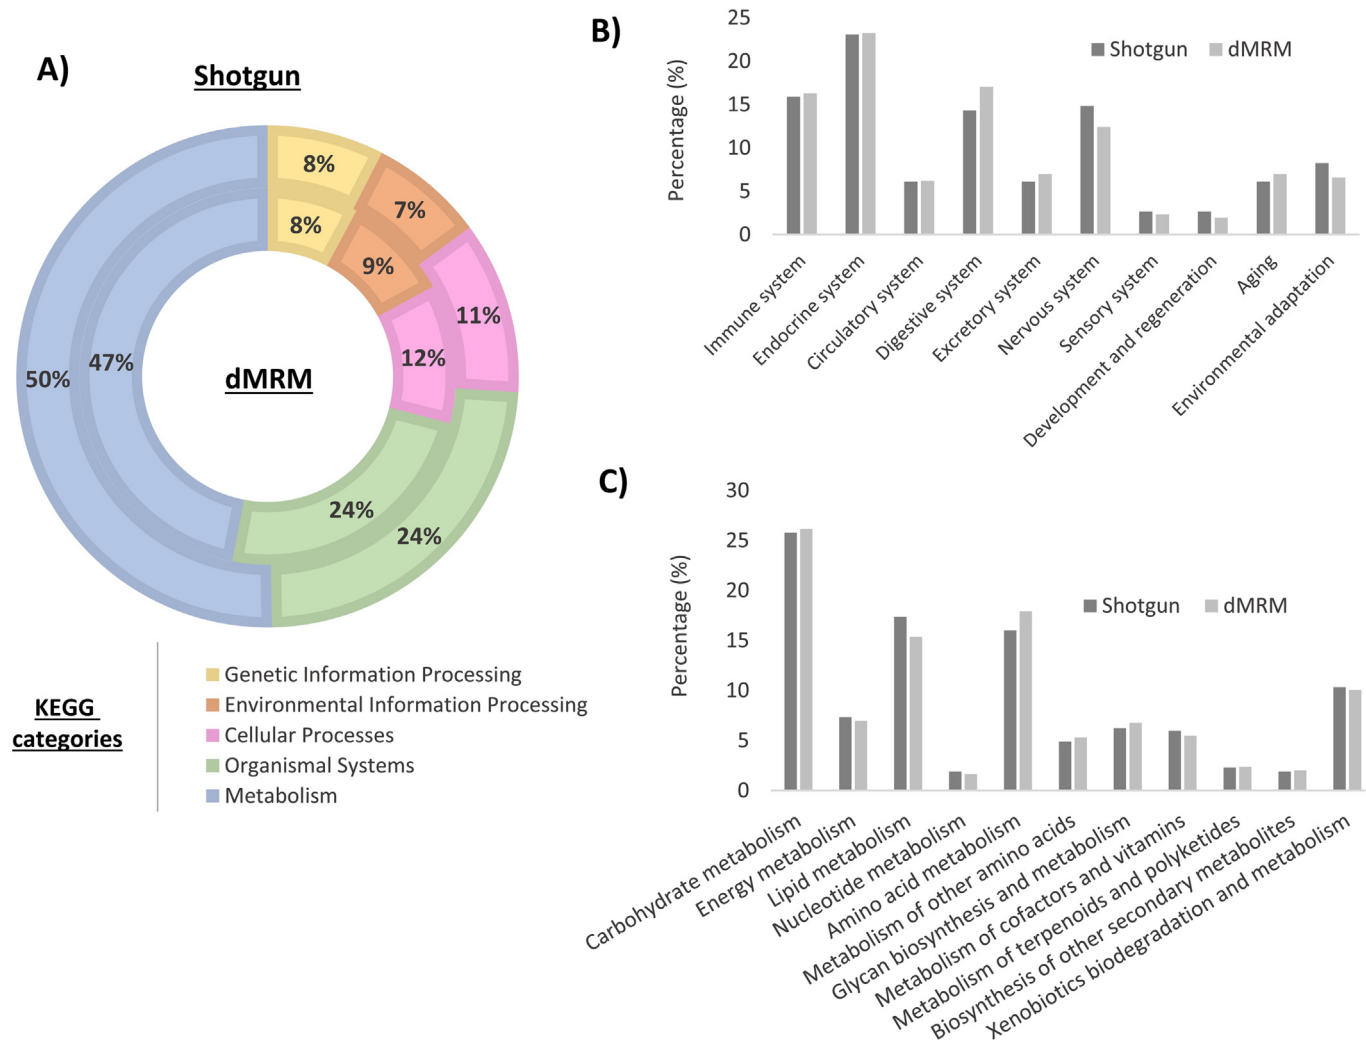 A)
Shotgun
8%
8%
7%
9%
11%
12%
50%
47%
dMRM
24%
24%
KEGG
categories
Genetic Information Processing
Environmental Information Processing
Cellular Processes
Organismal Systems
Metabolism
B)
Percentage (%)
25
20
15
10
5
0
Shotgun
dMRM
Immune system
Endocrine system
Circulatory system
Digestive system
Excretory system
Nervous system
Sensory system
Development and regeneration
Aging
Environmental adaptation
C)
Percentage (%)
30
25
20
15
10
5
0
Shotgun
dMRM
Carbohydrate metabolism
Energy metabolism
Lipid metabolism
Nucleotide metabolism
Amino acid metabolism
Metabolism of other amino acids
Glycan biosynthesis and metabolism
Metabolism of cofactors and vitamins
Metabolism of terpenoids and polyketides
Biosynthesis of other secondary metabolites
Xenobiotics biodegradation and metabolism